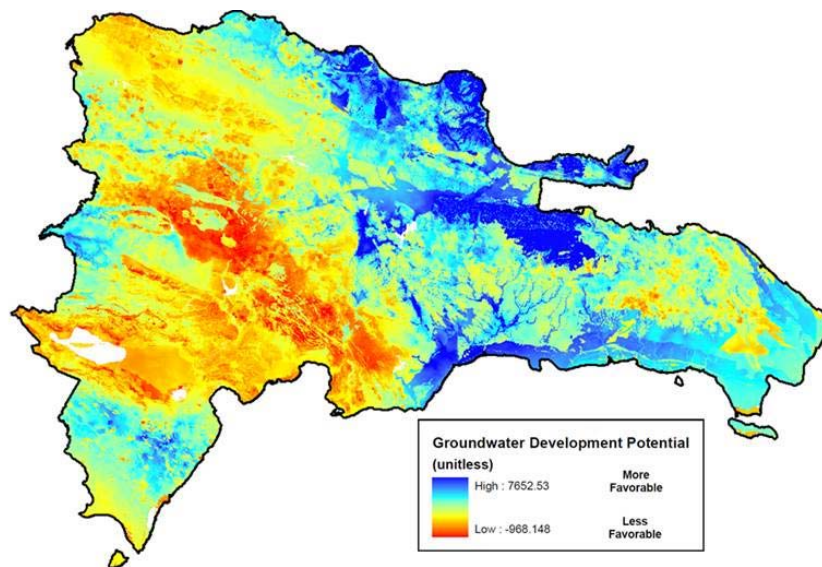 Groundwater Development Potential
(unitless)
High : 7652.53
More
Favorable
Low : -968.148
Less
Favorable